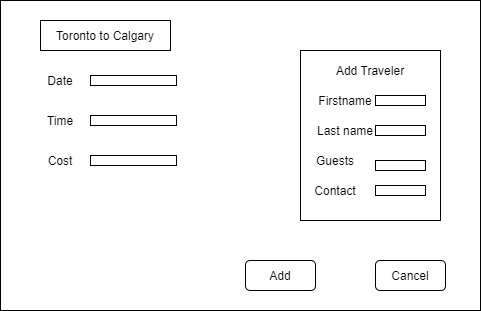 Toronto to Calgary
Date
Time
Cost
Add Traveler
Firstname
Last name
Guests
Contact
Add
Cancel